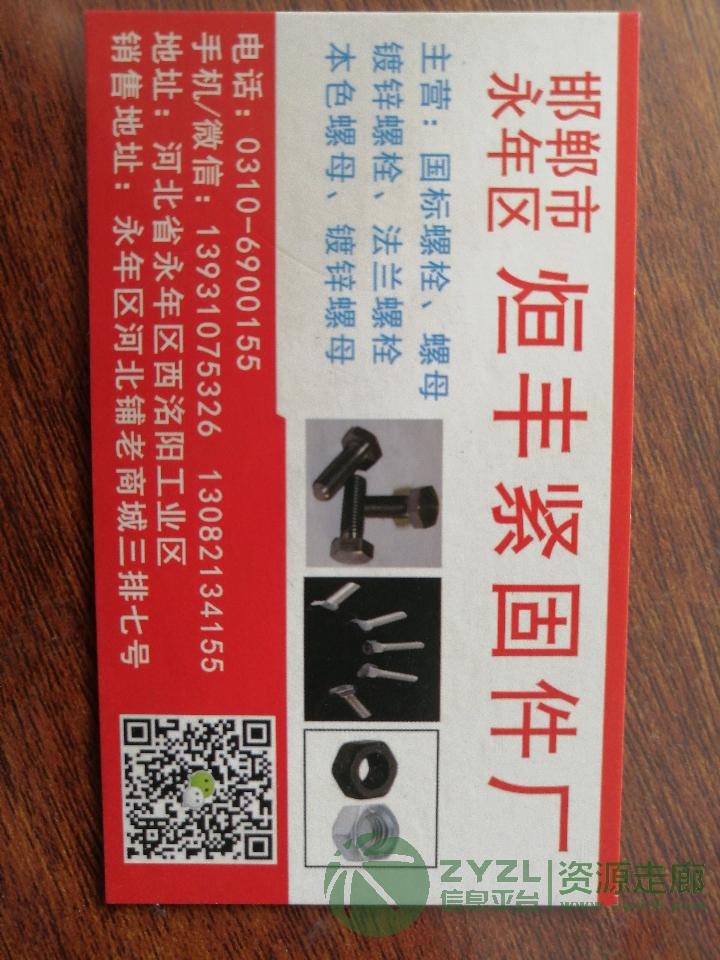 邯郸市
永年区
烜丰紧固件厂
主营：国标螺栓、螺母
镀锌螺栓、法兰螺栓
本色螺母、镀锌螺母
电话：0310-6900155
手机/微信：13931075326 13082134155
地址：河北省永年区西洺阳工业区
销售地址：永年区河北铺老商城三排七号
ZYZL
信息平台
资源走廊